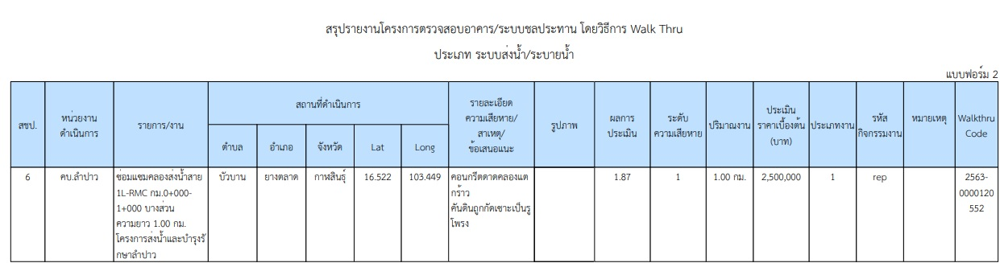 สรุปรายงานโครงการตรวจสอบอาคาร/ระบบชลประทาน โดยวิธีการ Walk Thru
ประเภท ระบบส่งน้ำ/ระบายน้ำ
แบบฟอร์ม 2
สชป.
หน่วยงาน
ดำเนินการ
รายการ/งาน
สถานที่ดำเนินการ
ตำบล
อำเภอ
จังหวัด
Lat
Long
รายละเอียด
ความเสียหาย/
สาเหตุ/
ข้อเสนอแนะ
รูปภาพ
ผลการ
ประเมิน
ระดับ
ความเสียหาย
ปริมาณงาน
ประเมิน
ราคาเบื้องต้น
(บาท)
ประเภทงาน
รหัส
กิจกรรมงาน
หมายเหตุ
Walkthru
Code
6
คบ.ลำปาว
ซ่อมแซมคลองส่งน้ำสาย
1L-RMC กม.0+000-
1+000 บางส่วน
ความยาว 1.00 กม.
โครงการส่งน้ำและบำรุงรั
กษาลำปาว
บัวบาน
ยางตลาด
กาฬสินธุ์
16.522
103.449
คอนกรีตดาดคลองแต
กร้าว
คันดินถูกกัดเซาะเป็นรู
โพรง
1.87
1
1.00 กม.
2,500,000
1
rep
2563-
0000120
552